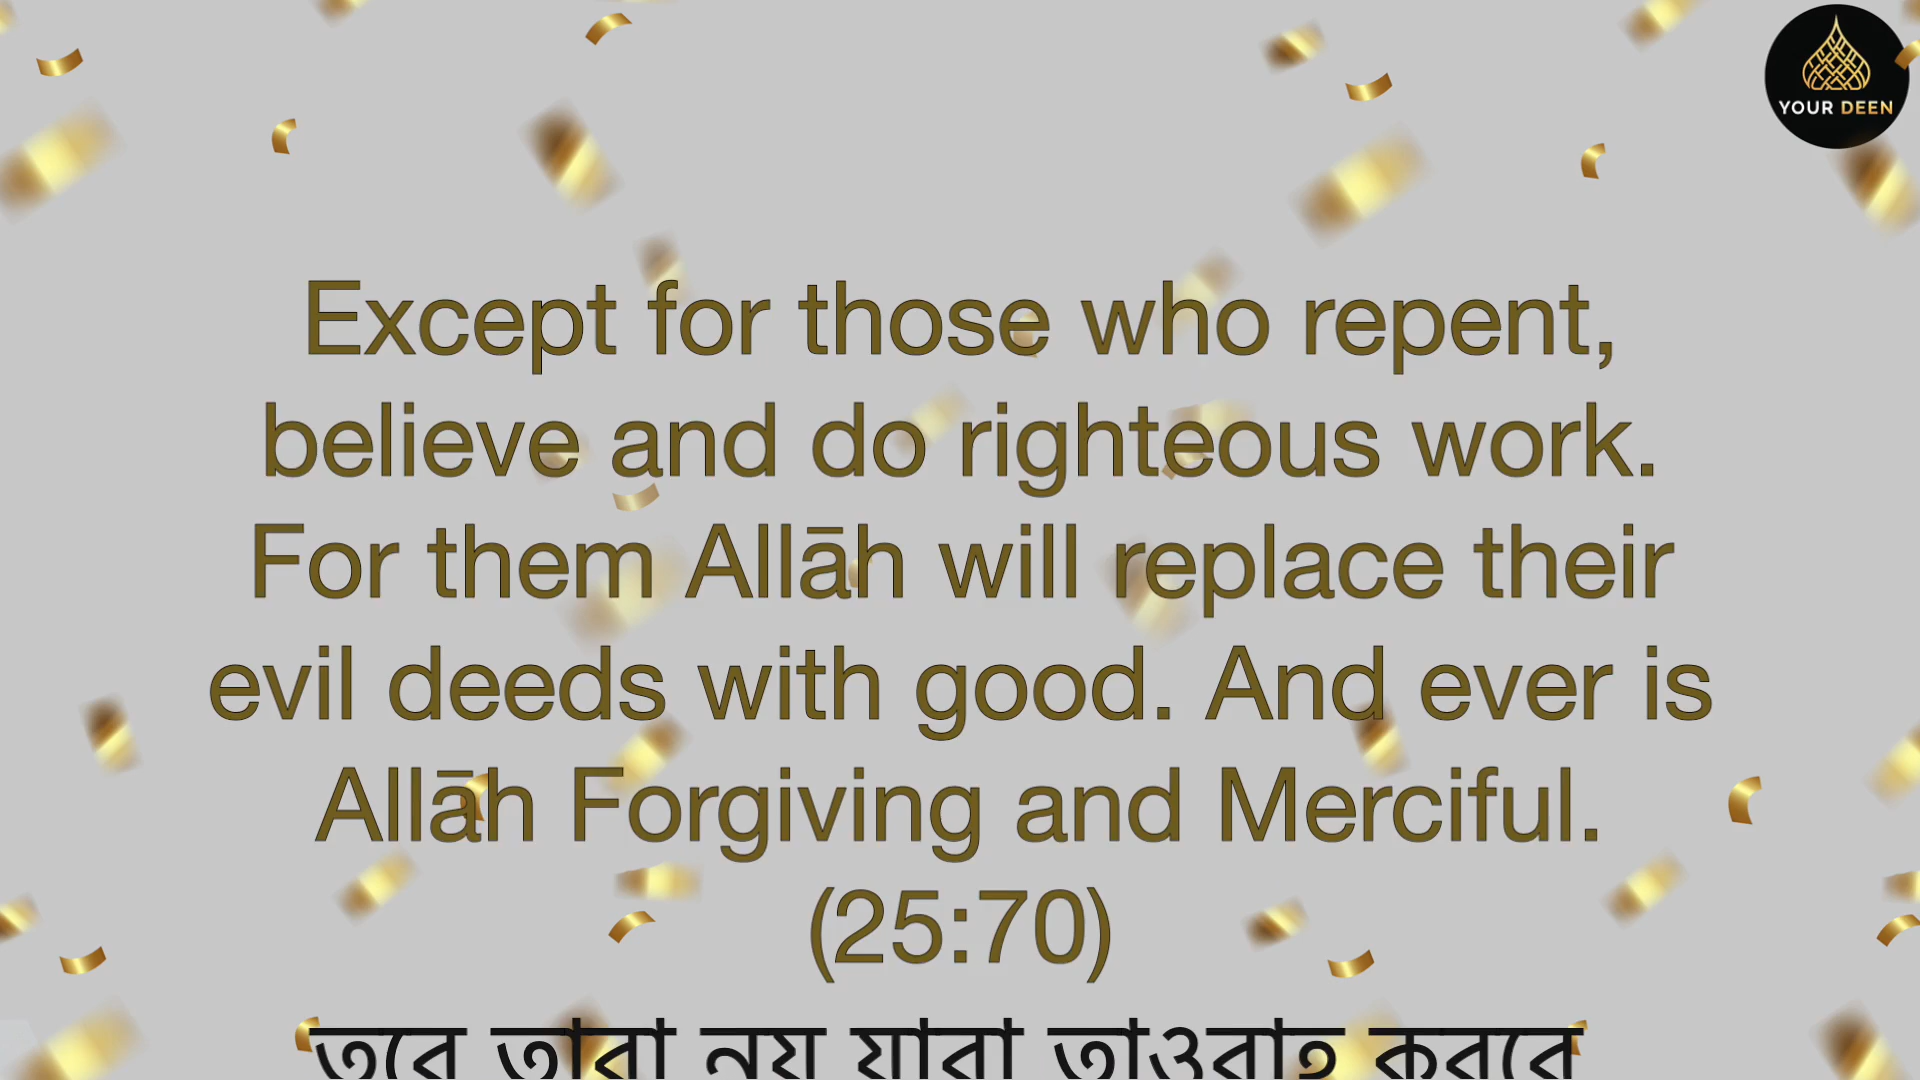 YOUR DEEN
Except for those who repent,
believe and do righteous work.
For them Allāh will replace their
evil deeds with good. And ever is
Allāh Forgiving and Merciful.
(25:70)
তবে তারা নয় যারা তাওবাহ করবে